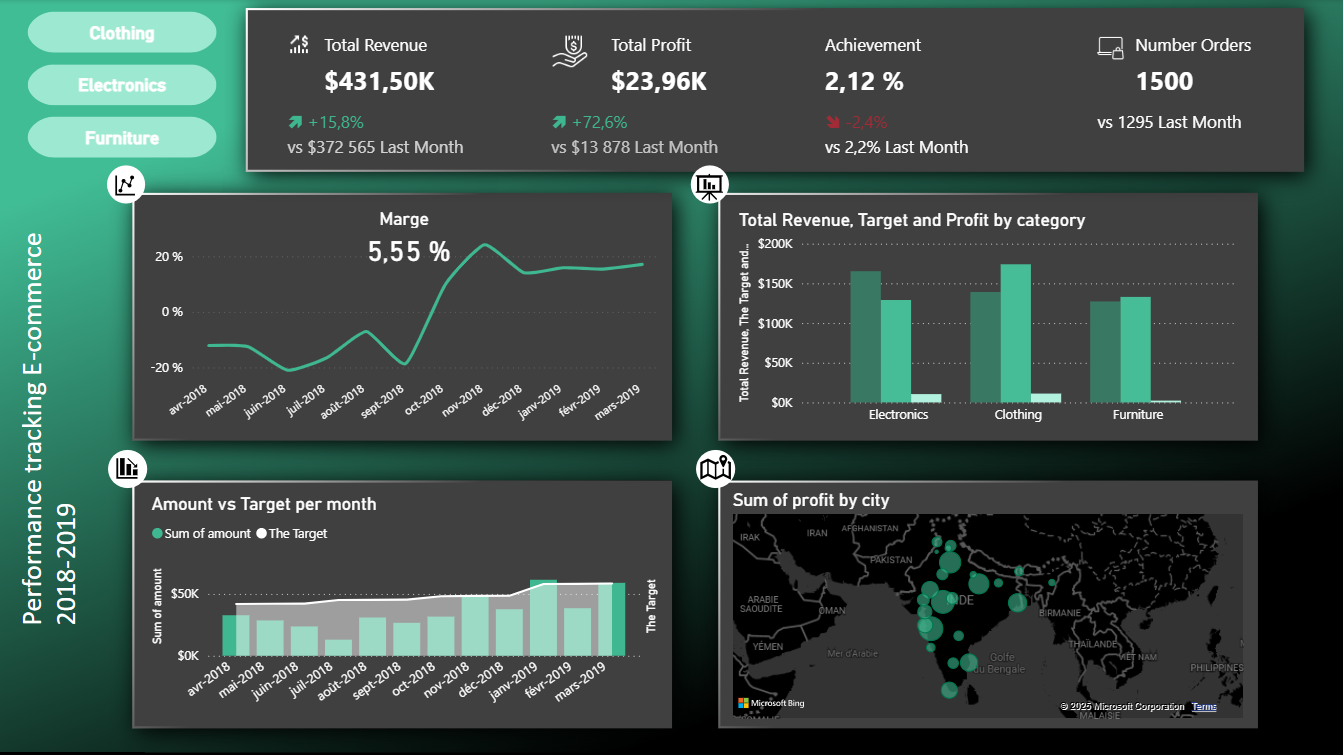 Clothing
Electronics
Furniture
Performance tracking E-commerce
2018-2019
Total Revenue
$431,50K
+15,8%
vs $372 565 Last Month
Total Profit
$23,96K
+72,6%
vs $13 878 Last Month
Achievement
2,12 %
-2,4%
vs 2,2% Last Month
Number Orders
1500
vs 1295 Last Month
Marge
5,55 %
20 %
0 %
-20 %
avr-2018
mai-2018
juin-2018
juil-2018
août-2018
sept-2018
oct-2018
nov-2018
déc-2018
janv-2019
févr-2019
mars-2019
Total Revenue, Target and Profit by category
Total Revenue, The Target and...
$200K
$150K
$100K
$50K
$0K
Electronics
Clothing
Furniture
Amount vs Target per month
Sum of amount
The Target
Sum of amount
$50K
$0K
The Target
avr-2018
mai-2018
juin-2018
juil-2018
août-2018
sept-2018
oct-2018
nov-2018
déc-2018
janv-2019
févr-2019
mars-2019
Sum of profit by city
IRAK
IRAN
AFGHANISTAN
PAKISTAN
ARABIE
SAOUDITE
OMAN
YÉMEN
Mer d'Arabie
NDE
BIRMANIE
Golfe
du Bengale
THAÏLANDE
VIÊT NAM
PHILIPPINES
MALAISIE
Microsoft Bing
© 2025 Microsoft Corporation
Terms